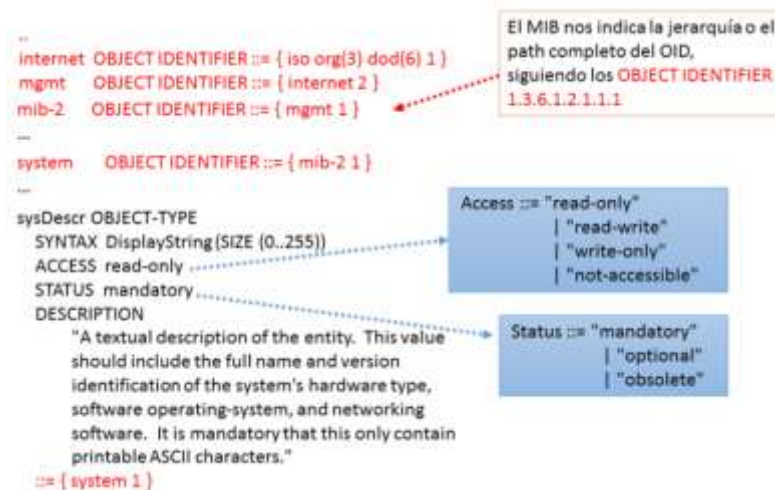 ..
internet OBJECT IDENTIFIER ::= { iso org(3) dod(6) 1 }
mgmt OBJECT IDENTIFIER ::= { internet 2 }
mib-2 OBJECT IDENTIFIER ::= { mgmt 1 }
...
system OBJECT IDENTIFIER ::= { mib-2 1 }
...
sysDescr OBJECT-TYPE
SYNTAX DisplayString (SIZE (0..255))
ACCESS read-only
STATUS mandatory
DESCRIPTION
"A textual description of the entity. This value
should include the full name and version
identification of the system's hardware type,
software operating-system, and networking
software. It is mandatory that this only contain
printable ASCII characters."
::= { system 1 }
El MIB nos indica la jerarquía o el
path completo del OID,
siguiendo los OBJECT IDENTIFIER
1.3.6.1.2.1.1.1
Access ::= "read-only"
| "read-write"
| "write-only"
| "not-accessible"
Status ::= "mandatory"
| "optional"
| "obsolete"